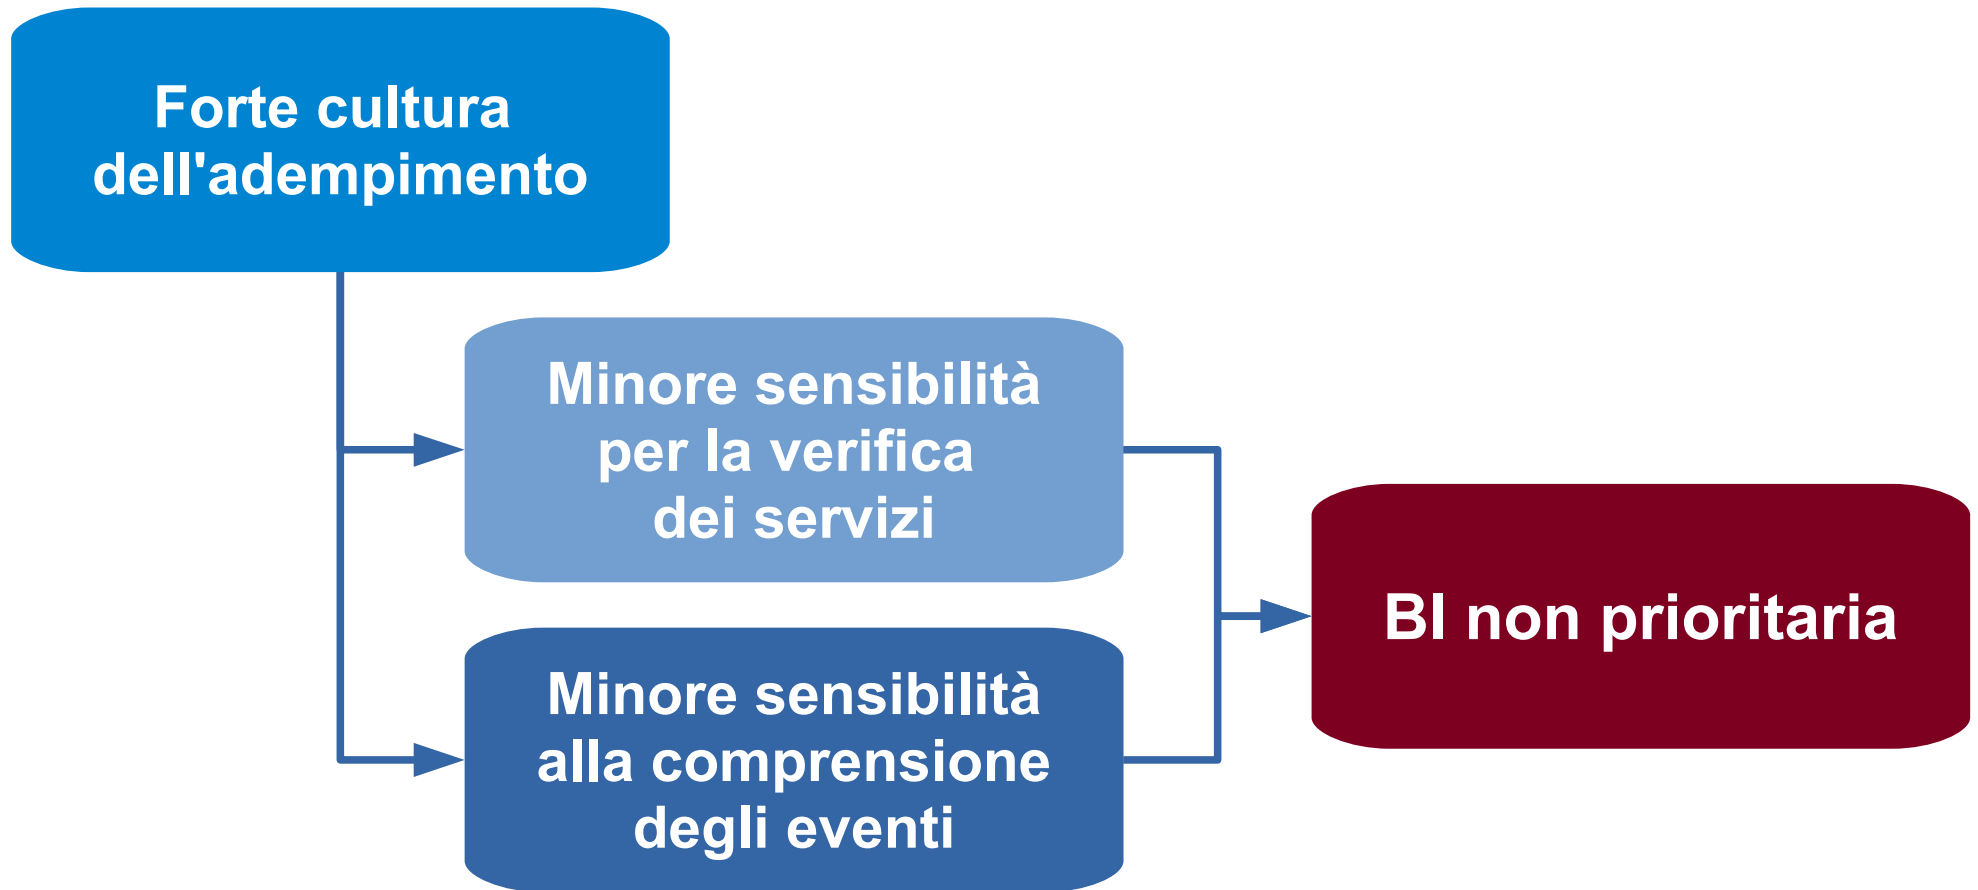 Forte cultura
dell'adempimento
Minore sensibilità
per la verifica
dei servizi
Minore sensibilità
alla comprensione
degli eventi
BI non prioritaria